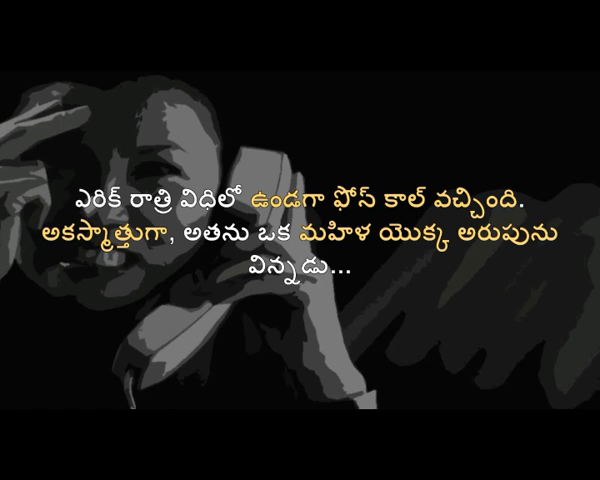 ఎరిక్ రాత్రి విధిలో ఉండగా ఫోస్ కాల్ వచ్చింది.
అకస్మాత్తుగా, అతను ఒక మహిళ యొక్క అరుపును
విన్నడు...